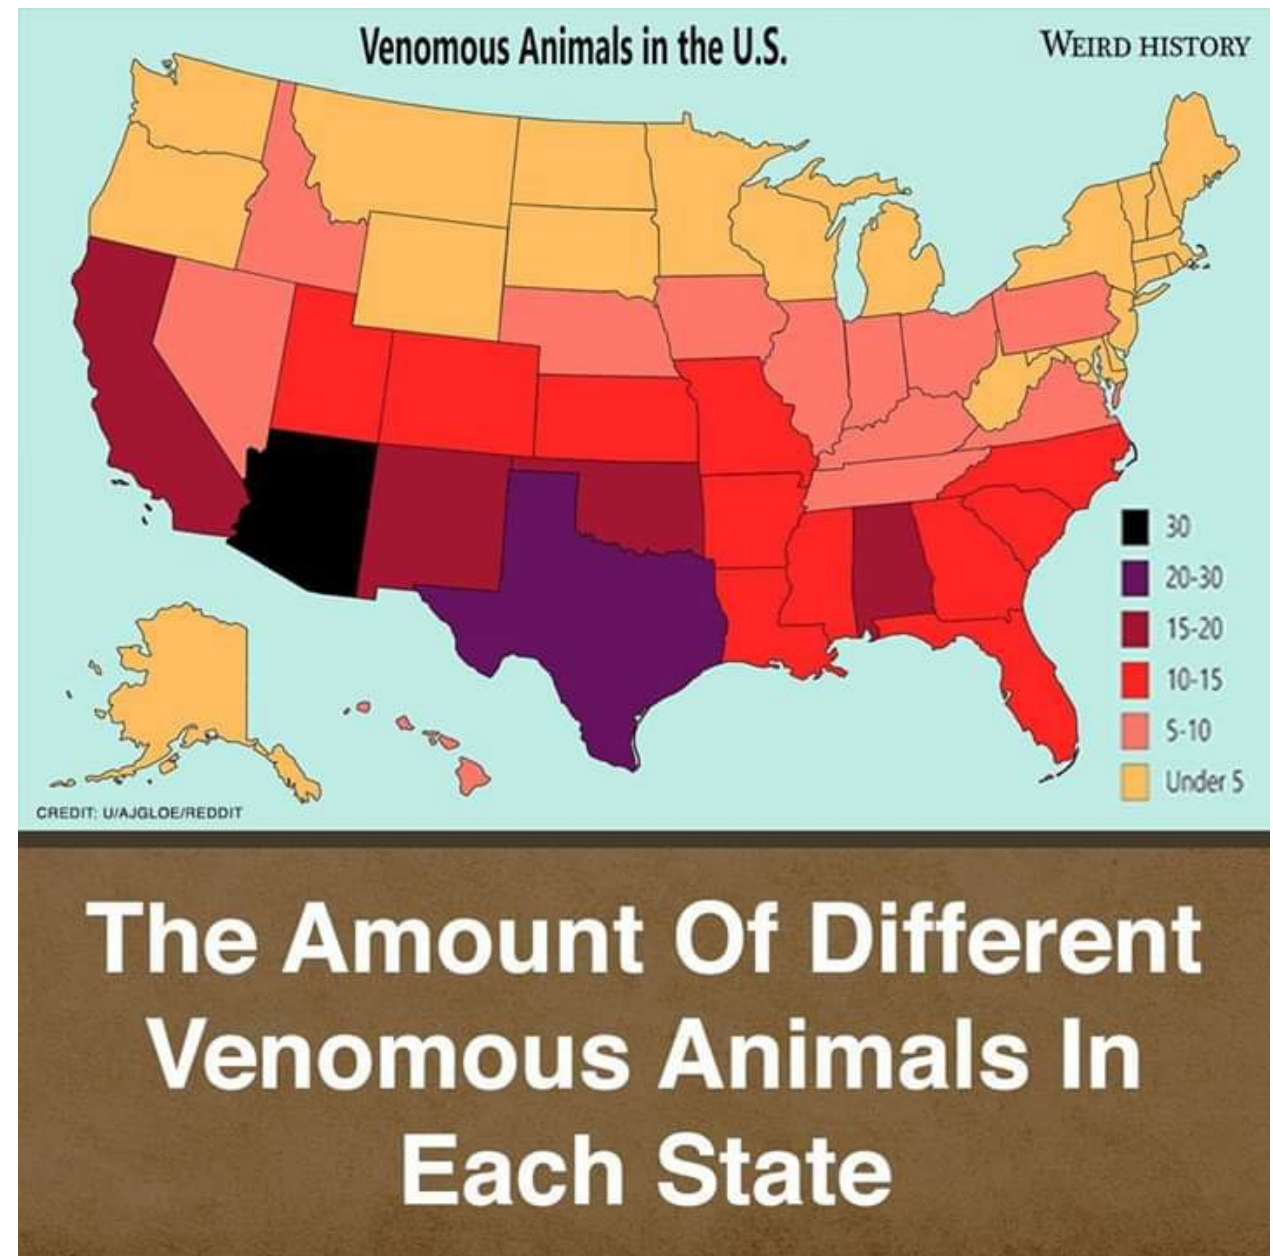 Venomous Animals in the U.S.
WEIRD HISTORY
30
20-30
15-20
10-15
5-10
Under 5
CREDIT: U/AJGLOE/REDDIT
The Amount Of Different
Venomous Animals In
Each State